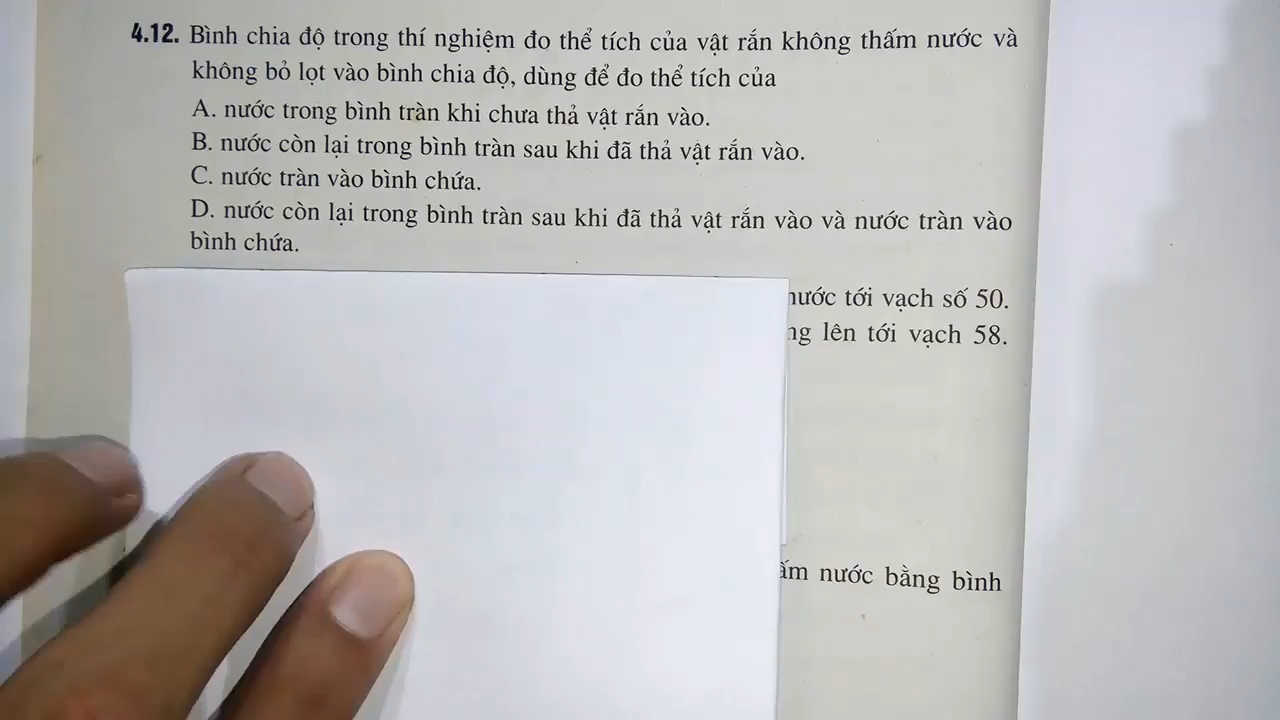 4.12. Bình chia độ trong thí nghiệm đo thể tích của vật rắn không thấm nước và
không bỏ lọt vào bình chia độ, dùng để đo thể tích của
A. nước trong bình tràn khi chưa thả vật rắn vào.
B. nước còn lại trong bình tràn sau khi đã thả vật rắn vào.
C. nước tràn vào bình chứa.
D. nước còn lại trong bình tràn sau khi đã thả vật rắn vào và nước tràn vào
bình chứa.
tới vạch số 50.
lên tới vạch 58.
nước bằng bình